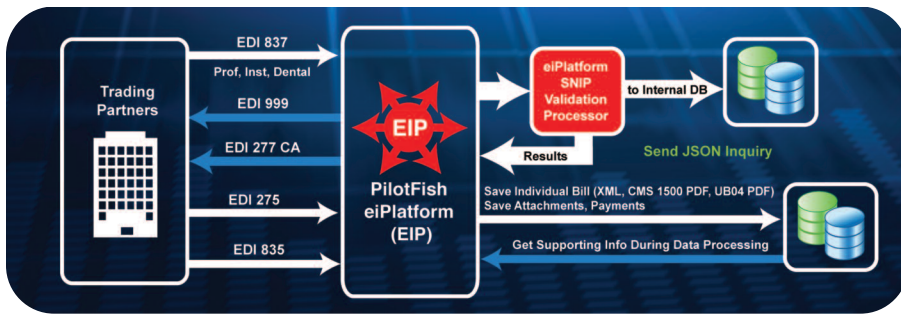 Trading
Partners
EDI 837
Prof, Inst, Dental
EDI 999
EDI 277 CA
EDI 275
EDI 835
EIP
PilotFish
eiPlatform
(EIP)
eiPlatform
SNIP
Validation
Processor
to Internal DB
Results
Send JSON Inquiry
Save Individual Bill (XML, CMS 1500 PDF, UB04 PDF)
Save Attachments, Payments
Get Supporting Info During Data Processing